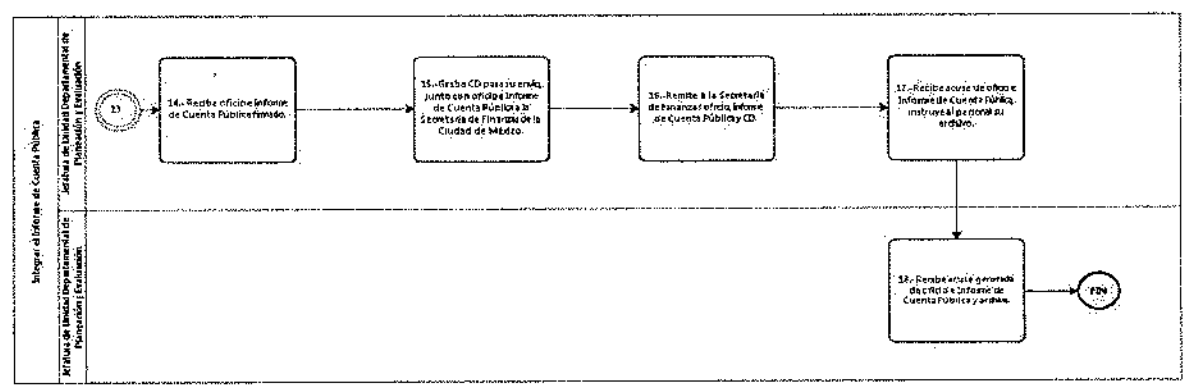 Integrar el Informe de Cuenta Pública
Jefatura de Unidad Departamental de
Planeación y Evaluación
13
14.- Recibe oficio e Informe
de Cuenta Pública firmado.
15.- Graba CD para su envío,
junto con oficio e Informe
de Cuenta Pública a la
Secretaría de Finanzas de la
Ciudad de México.
16.- Remite a la Secretaría
de Finanzas oficio, informe
de Cuenta Pública y CD.
17.- Recibe acuse de oficio e
Informe de Cuenta Pública,
instruye al personal su
archivo.
Jefatura de Unidad Departamental de
Planeación y Evaluación
18.- Recibe acuse generado
de oficio e Informe de
Cuenta Pública y archiva.
FIN